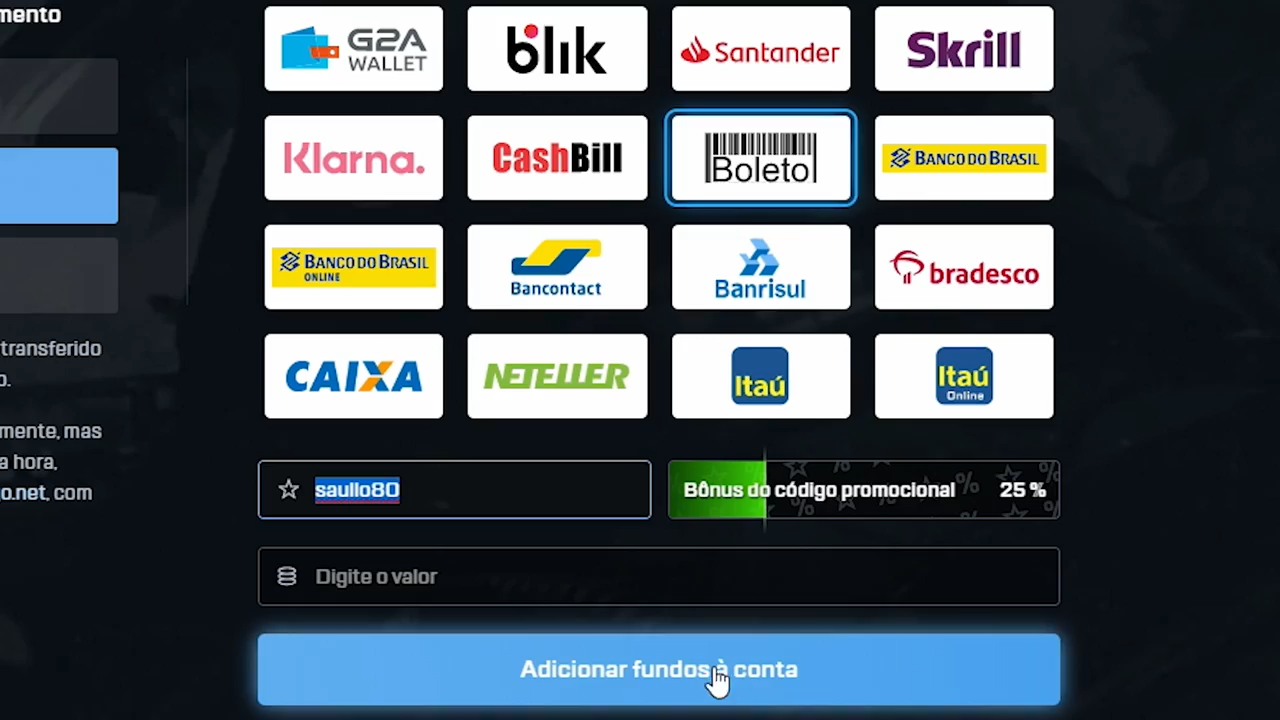 mento
G2A
WALLET
blik
Santander
Skrill
Klarna.
CashBill
Boleto
BANCO DO BRASIL
BANCO DO BRASIL
ONLINE
Bancontact
Banrisul
bradesco
CAIXA
NETELLER
Itaú
Itaú
Online
transferido
o.
mente, mas
a hora,
o.net, com
saullo80
Bônus do código promocional 25 %
Digite o valor
Adicionar fundos à conta